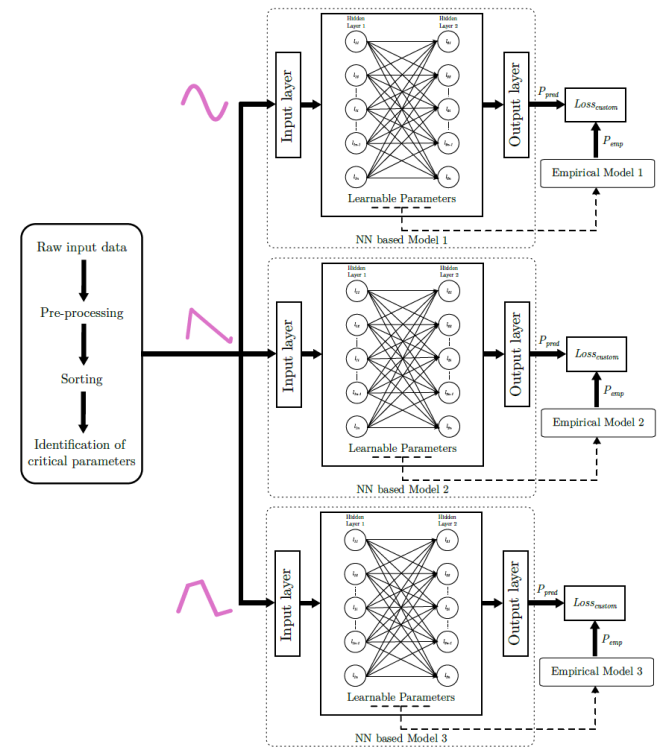 Raw input data
Pre-processing
Sorting
Identification of
critical parameters
Input layer
Hidden
Layer 1
Hidden
Layer 2
Learnable Parameters
Output layer
P_pred
Loss_custom
P_emp
Empirical Model 1
NN based Model 1
Input layer
Hidden
Layer 1
Hidden
Layer 2
Learnable Parameters
Output layer
P_pred
Loss_custom
P_emp
Empirical Model 2
NN based Model 2
Input layer
Hidden
Layer 1
Hidden
Layer 2
Learnable Parameters
Output layer
P_pred
Loss_custom
P_emp
Empirical Model 3
NN based Model 3